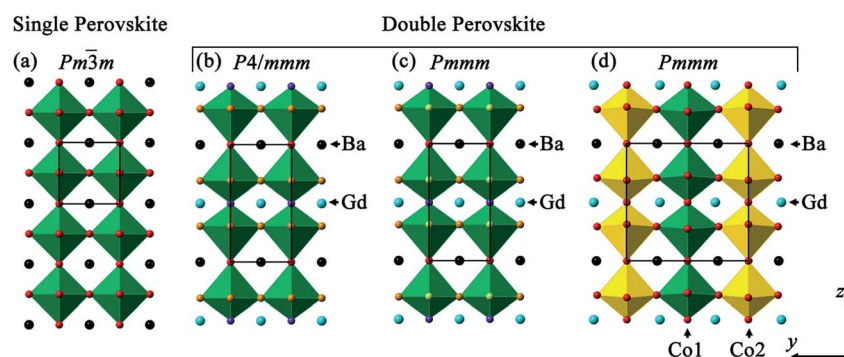 Single Perovskite
Double Perovskite
(a) Pm3̅m
(b) P4/mmm
(c) Pmmm
(d) Pmmm
Ba
Ba
Ba
Gd
Gd
Gd
z
y
Co1 Co2